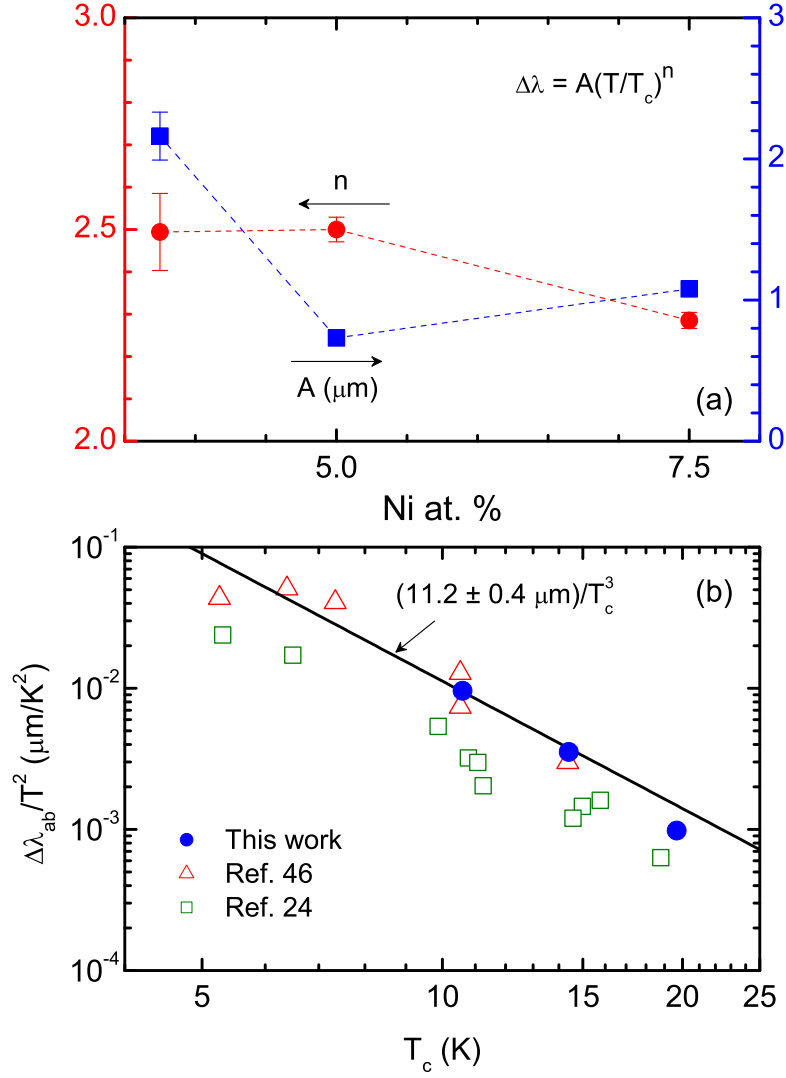 3.0
3
Δλ = A(T/T_c)^n
2.5
2
n
1
A (μm)
(a)
2.0
0
5.0
7.5
Ni at. %
10^-1
(11.2 ± 0.4 μm)/T_c^3
(b)
10^-2
Δλ_ab/T^2 (μm/K^2)
10^-3
This work
Ref. 46
Ref. 24
10^-4
5
10
15
20
25
T_c (K)